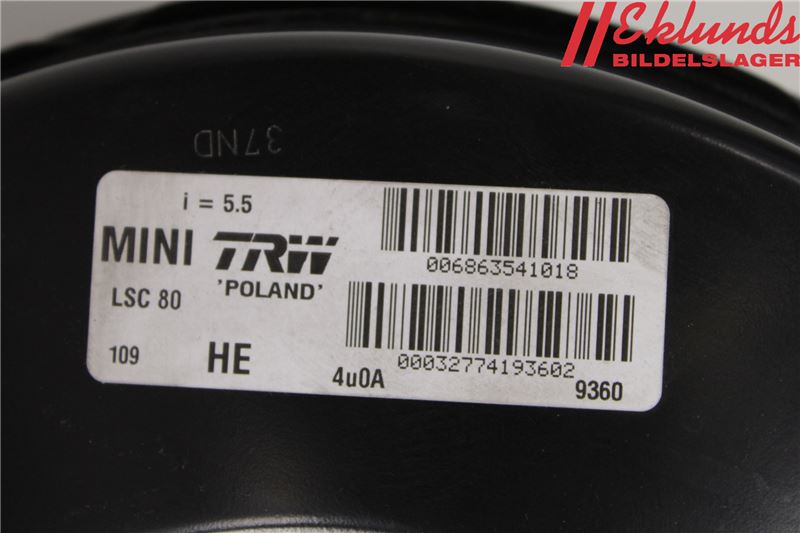 Eklunds
BILDELSLAGER
37ND
i = 5.5
MINI TRW
006863541018
LSC 80 'POLAND'
00032774193602
109 HE 4u0A 9360